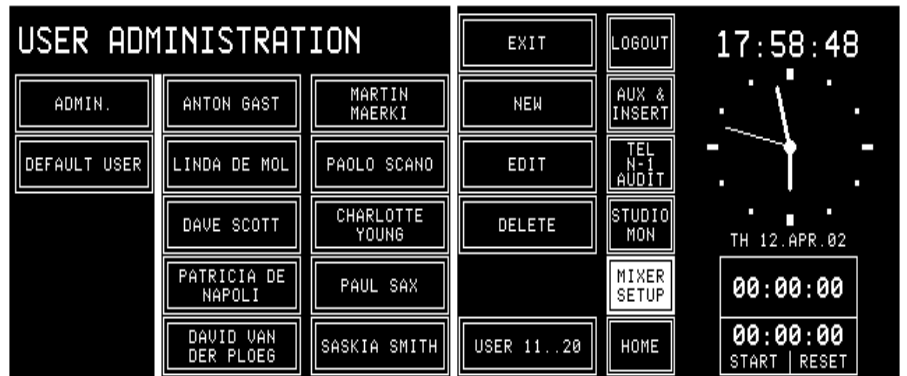 USER ADMINISTRATION
ADMIN.
DEFAULT USER
ANTON GAST
LINDA DE MOL
DAVE SCOTT
PATRICIA DE
NAPOLI
DAVID VAN
DER PLOEG
MARTIN
MAERKI
PAOLO SCANO
CHARLOTTE
YOUNG
PAUL SAX
SASKIA SMITH
EXIT
NEW
EDIT
DELETE
USER 11..20
LOGOUT
AUX &
INSERT
TEL
N-1
AUDIT
STUDIO
MON
MIXER
SETUP
HOME
17:58:48
TH 12.APR.02
00:00:00
00:00:00
START RESET